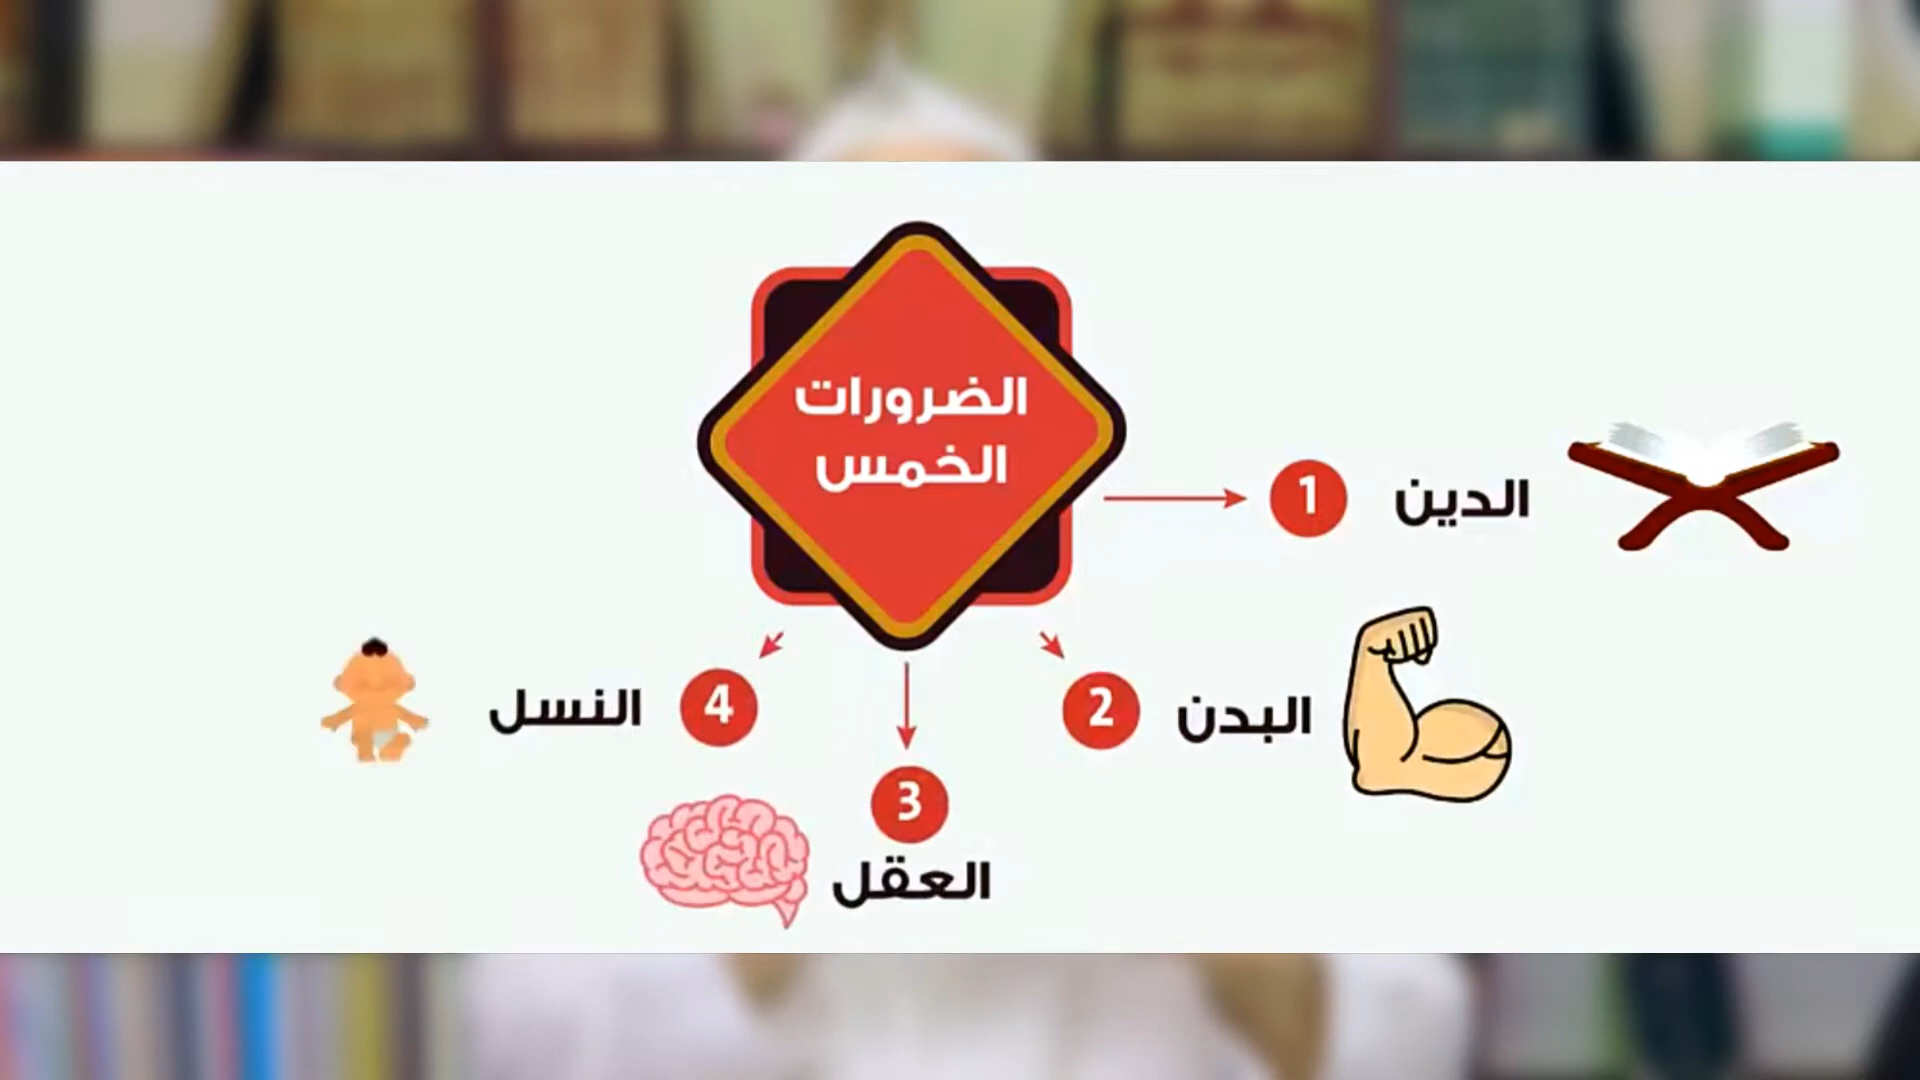 الضرورات
الخمس
1 الدين
2 البدن
3
العقل
4 النسل